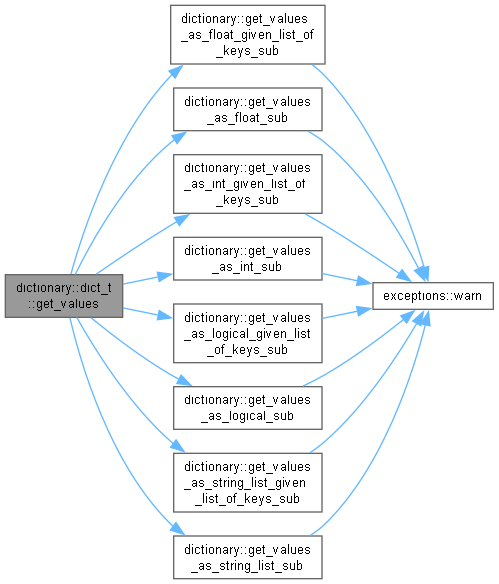 dictionary::get_values
_as_float_given_list_of
_keys_sub
dictionary::get_values
_as_float_sub
dictionary::get_values
_as_int_given_list_of
_keys_sub
dictionary::get_values
_as_int_sub
dictionary::dict_t
::get_values
exceptions::warn
dictionary::get_values
_as_logical_given_list
_of_keys_sub
dictionary::get_values
_as_logical_sub
dictionary::get_values
_as_string_list_given
_list_of_keys_sub
dictionary::get_values
_as_string_list_sub